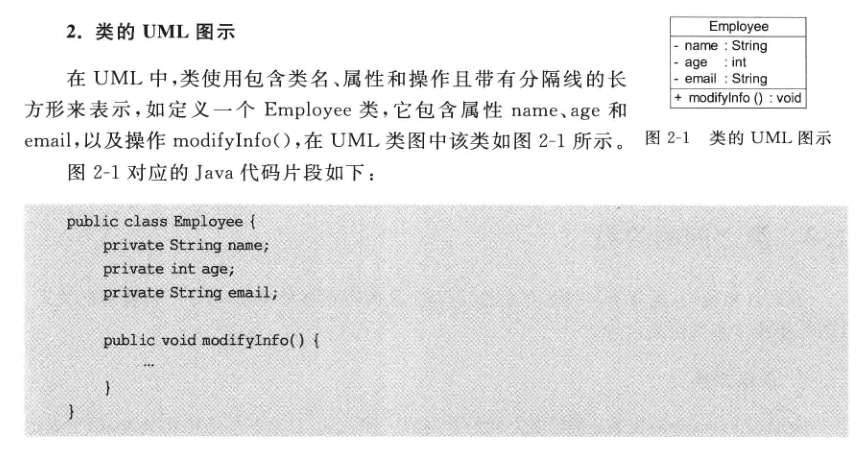 2. 类的 UML 图示
在 UML 中,类使用包含类名、属性和操作且带有分隔线的长
方形来表示,如定义一个 Employee 类,它包含属性 name、age 和
email,以及操作 modifyInfo(),在 UML 类图中该类如图 2-1 所示。
Employee
- name : String
- age : int
- email : String
+ modifyInfo () : void
图 2-1 类的 UML 图示
图 2-1 对应的 Java 代码片段如下:
public class Employee {
private String name;
private int age;
private String email;
public void modifyInfo() {
…
}
}